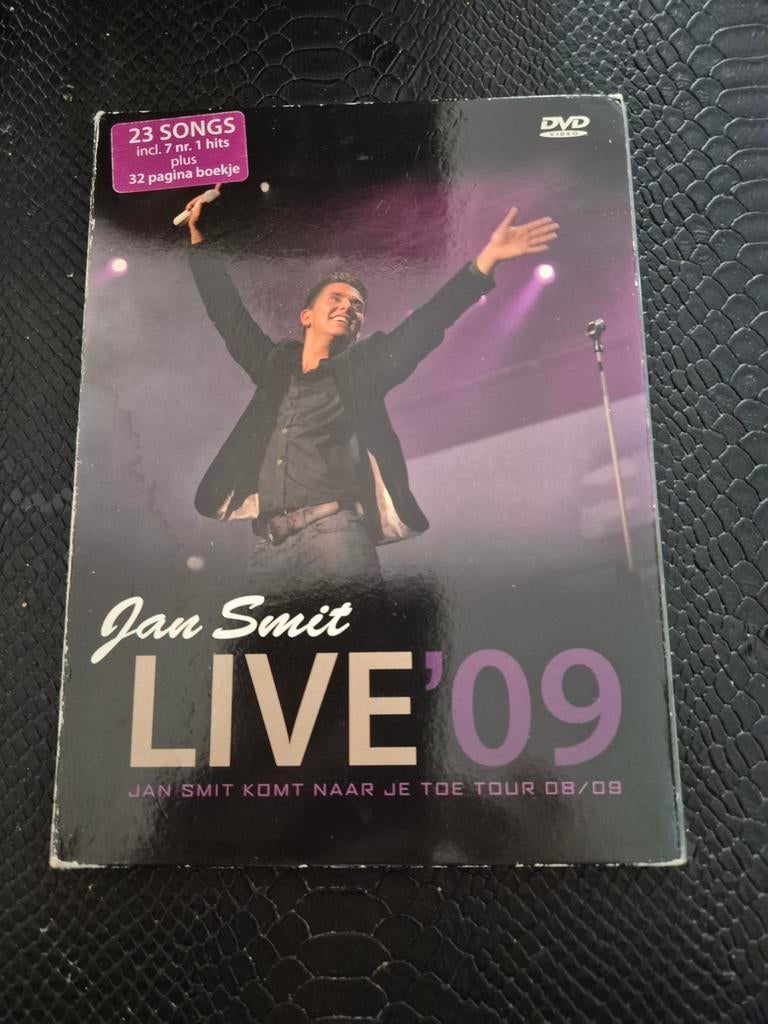 23 SONGS
incl. 7 nr. 1 hits
plus
32 pagina boekje
DVD
VIDEO
Jan Smit
LIVE '09
JAN SMIT KOMT NAAR JE TOE TOUR 08/09